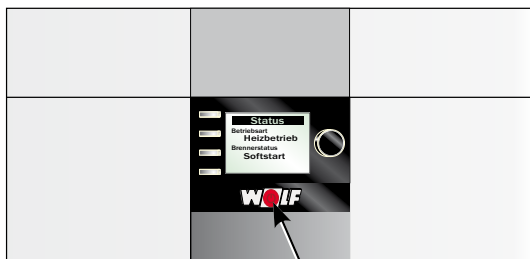 Status
Betriebsart
Heizbetrieb
Brennerstatus
Softstart
WOLF